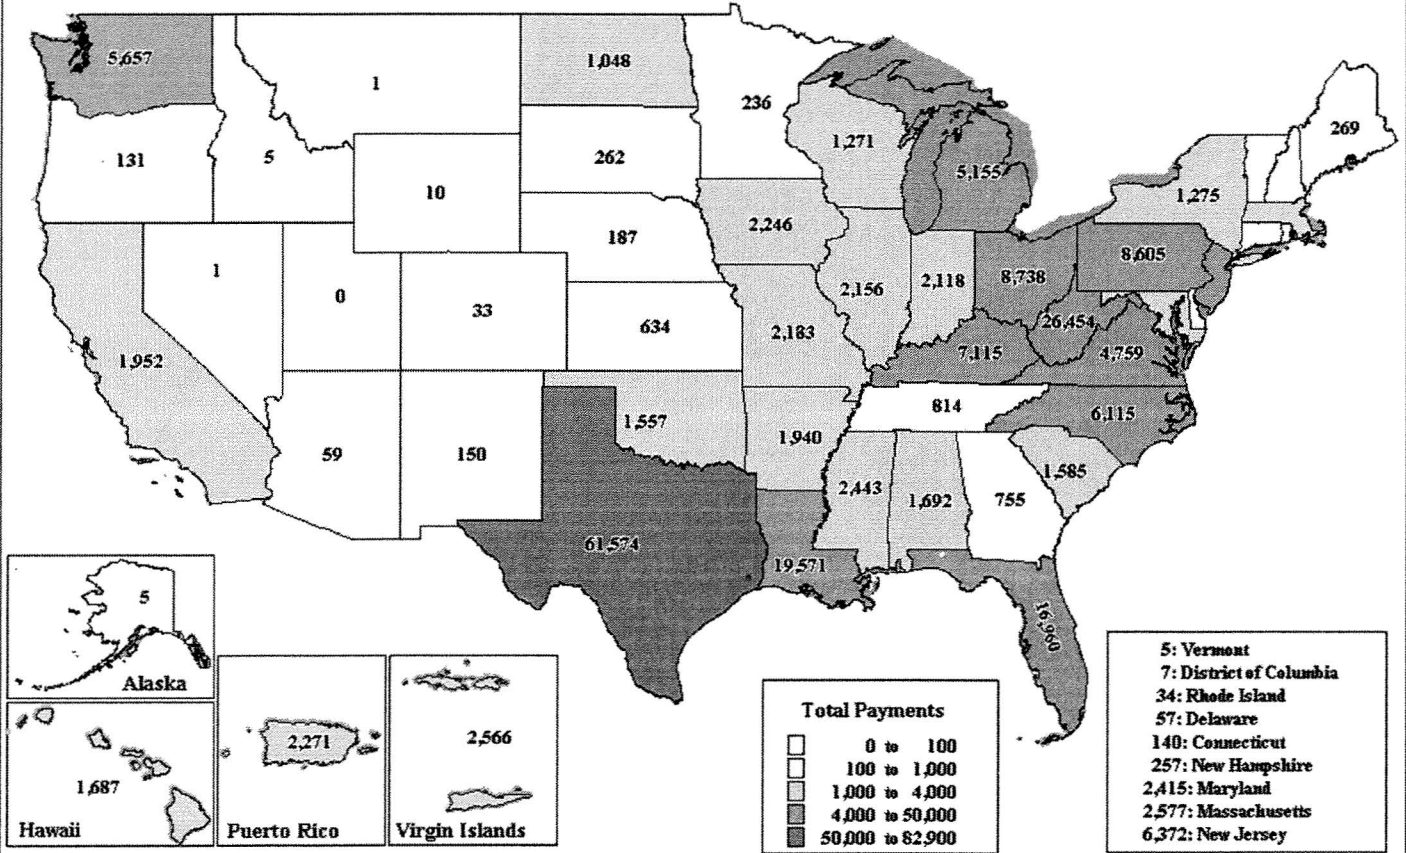 5,657
1
1,048
236
1,271
5,155
269
131
5
10
262
1,275
187
2,246
8,605
1
0
33
634
2,156
2,118
8,738
26,454
1,952
2,183
7,115
4,759
59
150
1,557
1,940
814
6,115
2,443
1,692
755
1,585
61,574
19,571
16,960
5
Alaska
1,687
Hawaii
2,271
Puerto Rico
2,566
Virgin Islands
Total Payments
0 to 100
100 to 1,000
1,000 to 4,000
4,000 to 50,000
50,000 to 82,900
5: Vermont
7: District of Columbia
34: Rhode Island
57: Delaware
140: Connecticut
257: New Hampshire
2,415: Maryland
2,577: Massachusetts
6,372: New Jersey